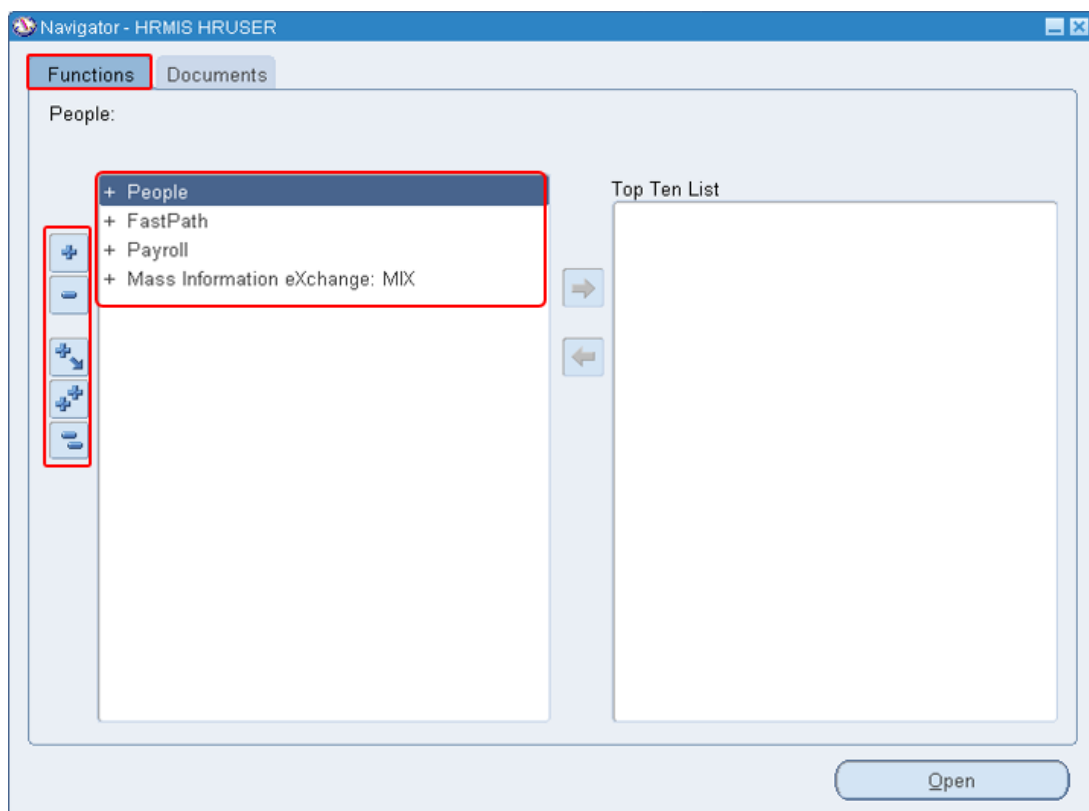 Navigator - HRMIS HRUSER
Functions Documents
People:
Top Ten List
+ People
+ FastPath
+ Payroll
+ Mass Information eXchange: MIX
Open